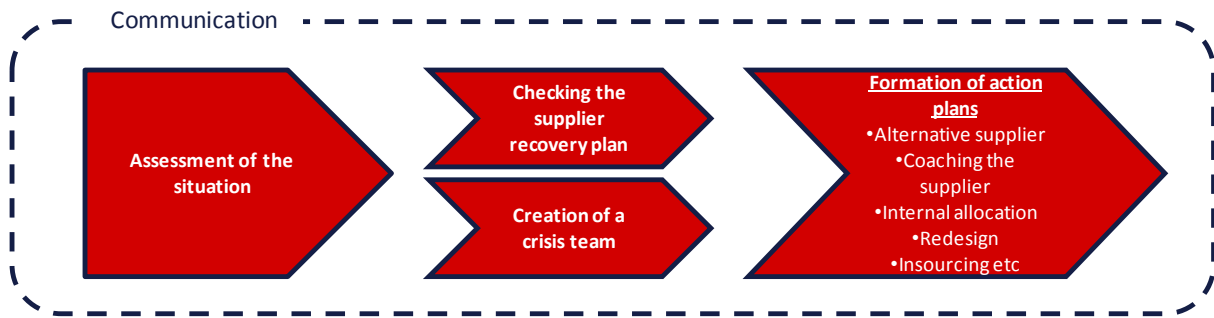 Communication
Assessment of the
situation
Checking the
supplier
recovery plan
Creation of a
crisis team
Formation of action
plans
•Alternative supplier
•Coaching the
supplier
•Internal allocation
•Redesign
•Insourcing etc